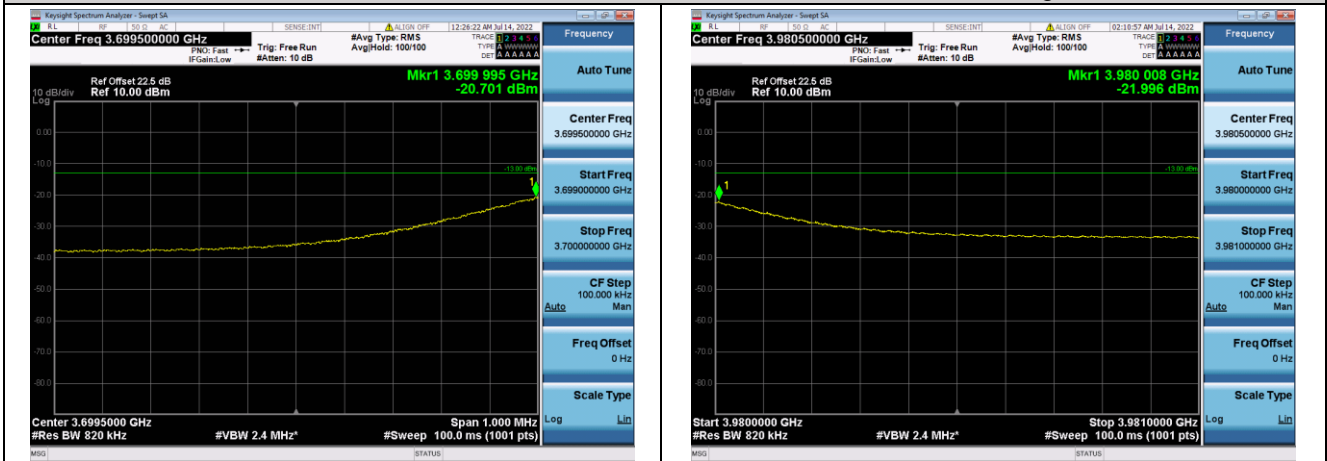 Keysight Spectrum Analyzer - Swept SA
RL RF 50 Ω AC SENSE:INT ALIGN OFF 12:26:22 AM Jul 14, 2022
Center Freq 3.699500000 GHz
#Avg Type: RMS
TRACE 1 2 3 4 5 6
PNO: Fast Trig: Free Run
Avg|Hold: 100/100
TYPE A WWWWW
IFGain:Low #Atten: 10 dB
DET A A A A A A
Frequency
Mkr1 3.699 995 GHz
-20.701 dBm
Ref Offset 22.5 dB
10 dB/div Ref 10.00 dBm
Log
0.00
-10.0
-20.0
-30.0
-40.0
-50.0
-60.0
-70.0
-80.0
-13.00 dBm
1
Center 3.6995000 GHz Span 1.000 MHz
#Res BW 820 kHz #VBW 2.4 MHz* #Sweep 100.0 ms (1001 pts)
MSG STATUS
Auto Tune
Center Freq
3.699500000 GHz
Start Freq
3.699000000 GHz
Stop Freq
3.700000000 GHz
CF Step
100.000 kHz
Auto Man
Freq Offset
0 Hz
Scale Type
Log Lin
Keysight Spectrum Analyzer - Swept SA
RL RF 50 Ω AC SENSE:INT ALIGN OFF 02:10:57 AM Jul 14, 2022
Center Freq 3.980500000 GHz
#Avg Type: RMS
TRACE 1 2 3 4 5 6
PNO: Fast Trig: Free Run
Avg|Hold: 100/100
TYPE A WWWWW
IFGain:Low #Atten: 10 dB
DET A A A A A A
Frequency
Mkr1 3.980 008 GHz
-21.996 dBm
Ref Offset 22.5 dB
10 dB/div Ref 10.00 dBm
Log
0.00
-10.0
-20.0
-30.0
-40.0
-50.0
-60.0
-70.0
-80.0
-13.00 dBm
1
Start 3.9800000 GHz Stop 3.9810000 GHz
#Res BW 820 kHz #VBW 2.4 MHz* #Sweep 100.0 ms (1001 pts)
MSG STATUS
Auto Tune
Center Freq
3.980500000 GHz
Start Freq
3.980000000 GHz
Stop Freq
3.981000000 GHz
CF Step
100.000 kHz
Auto Man
Freq Offset
0 Hz
Scale Type
Log Lin